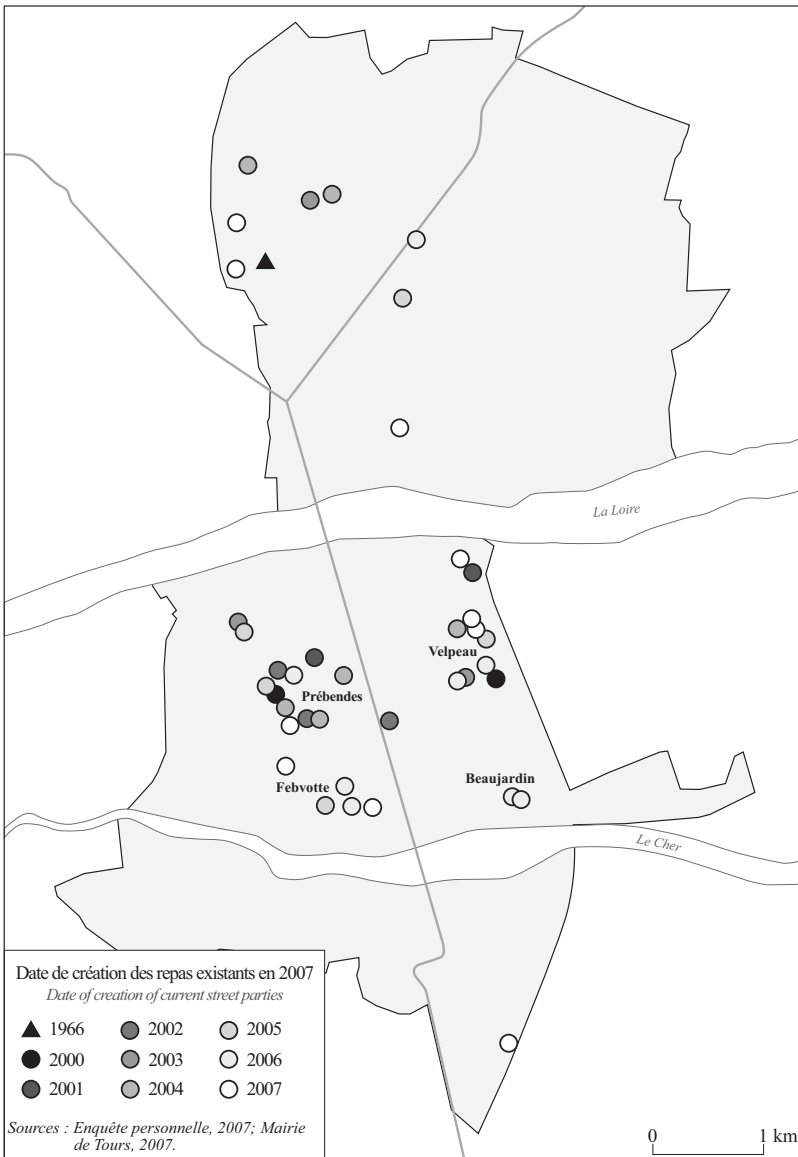 La Loire
Velpeau
Prébendes
Beaujardin
Febvotte
Le Cher
Date de création des repas existants en 2007
Date of creation of current street parties
1966 2002 2005
2000 2003 2006
2001 2004 2007
Sources : Enquête personnelle, 2007; Mairie
de Tours, 2007.
0 1 km